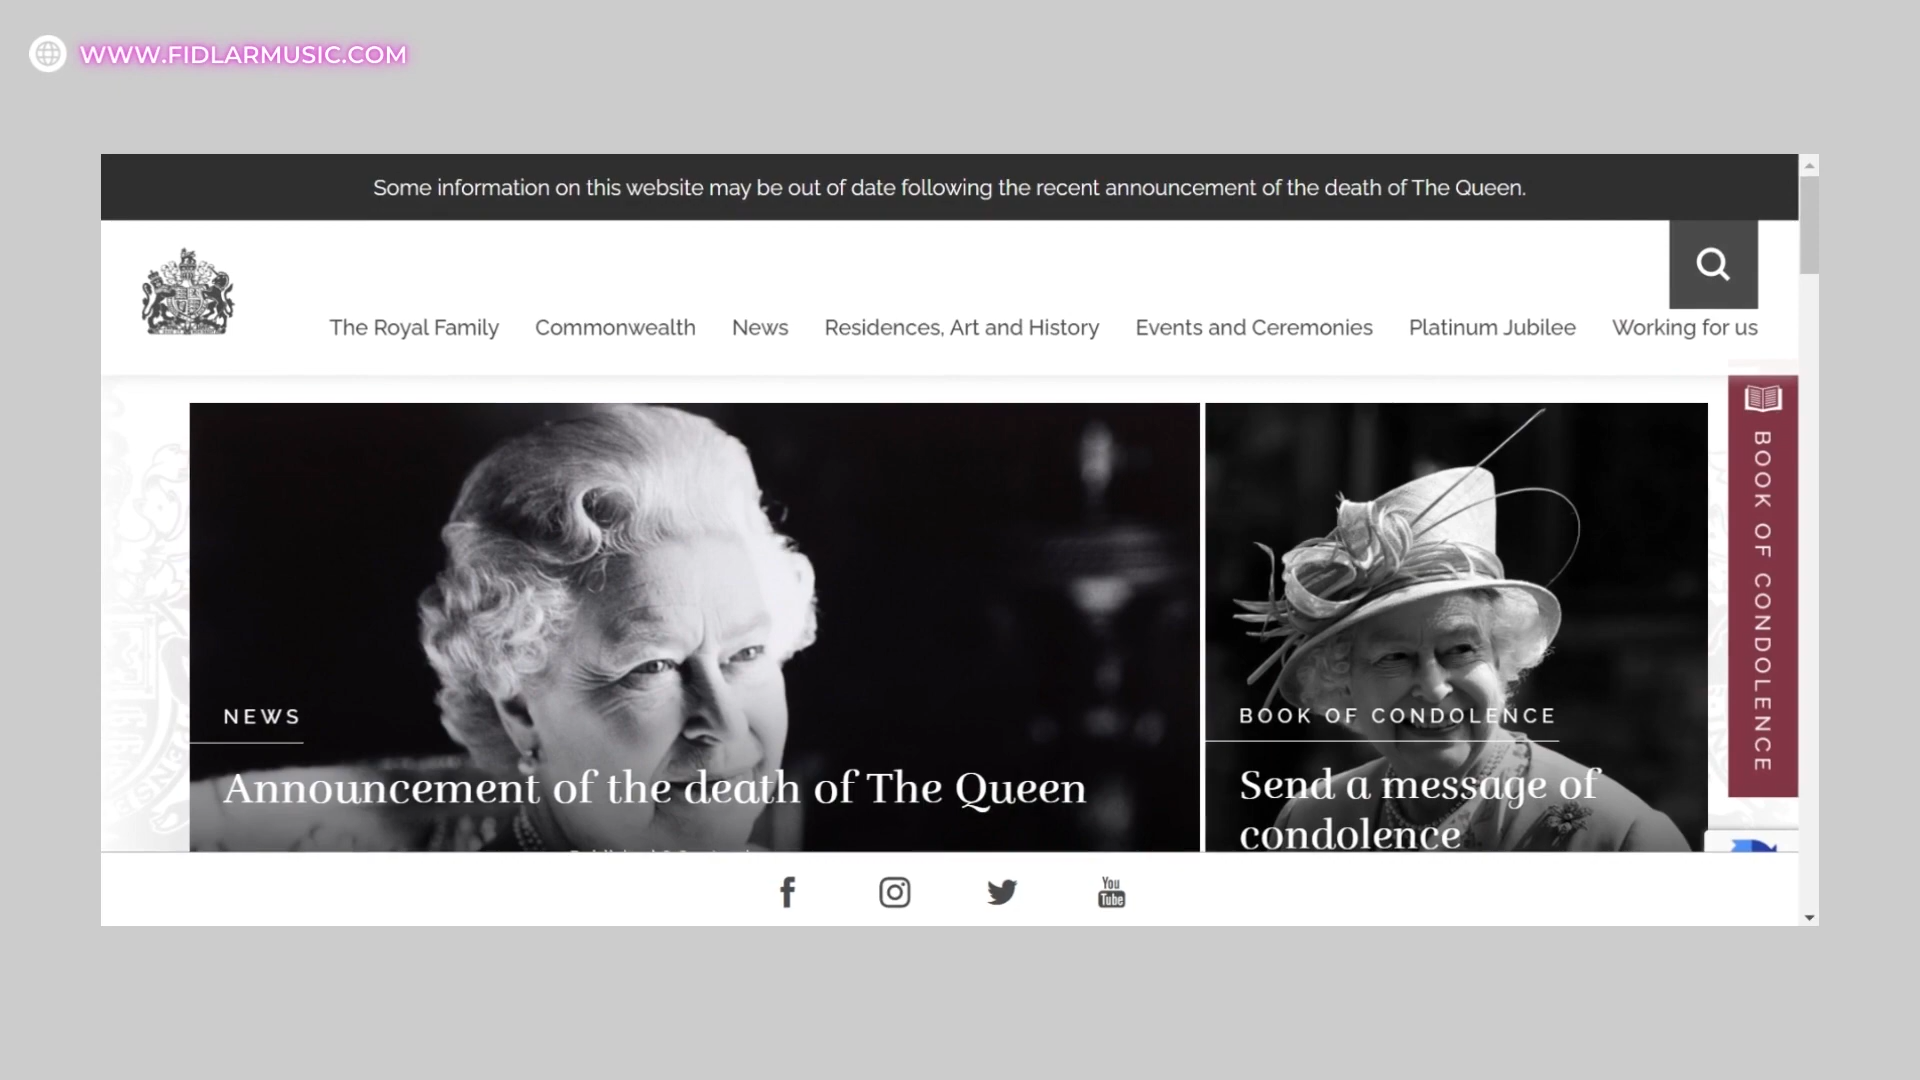 WWW.FIDLARMUSIC.COM
Some information on this website may be out of date following the recent announcement of the death of The Queen.
The Royal Family
Commonwealth
News
Residences, Art and History
Events and Ceremonies
Platinum Jubilee
Working for us
BOOK OF CONDOLENCE
NEWS
Announcement of the death of The Queen
BOOK OF CONDOLENCE
Send a message of
condolence
You
Tube